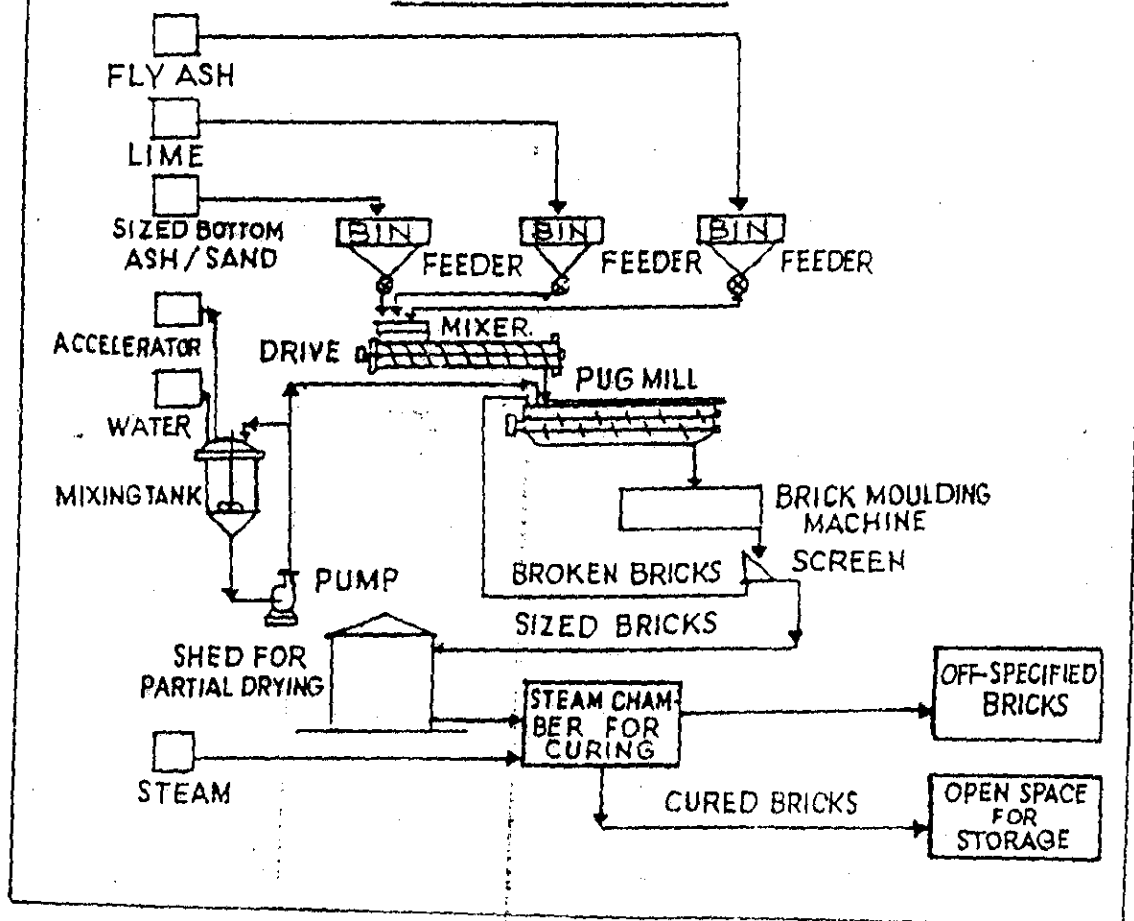 FLY ASH
LIME
SIZED BOTTOM
ASH/SAND
BIN
BIN
BIN
FEEDER
FEEDER
FEEDER
ACCELERATOR
MIXER.
DRIVE
PUG MILL
WATER
MIXING TANK
BRICK MOULDING
MACHINE
SCREEN
BROKEN BRICKS
PUMP
SIZED BRICKS
SHED FOR
PARTIAL DRYING
STEAM CHAM-
BER FOR
CURING
OFF-SPECIFIED
BRICKS
STEAM
CURED BRICKS
OPEN SPACE
FOR
STORAGE